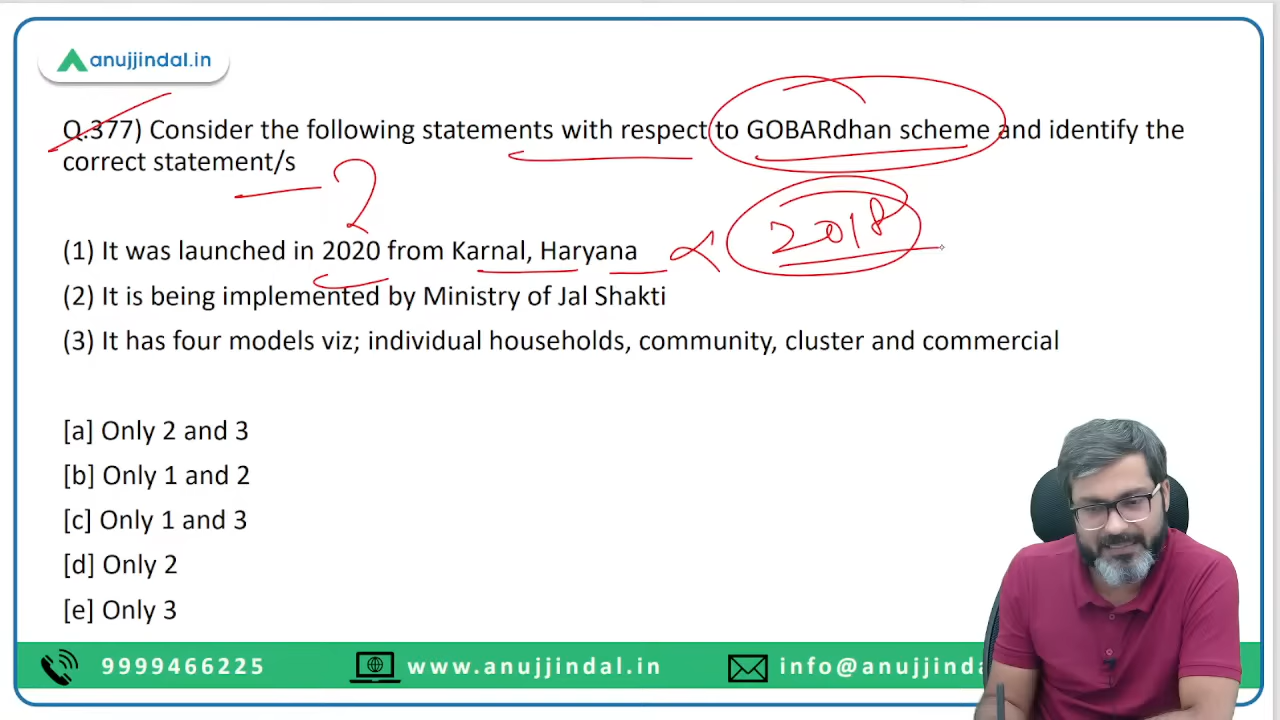 anujjindal.in
Q.377) Consider the following statements with respect to GOBARdhan scheme and identify the
correct statement/s
?
(1) It was launched in 2020 from Karnal, Haryana
2018
(2) It is being implemented by Ministry of Jal Shakti
(3) It has four models viz; individual households, community, cluster and commercial
[a] Only 2 and 3
[b] Only 1 and 2
[c] Only 1 and 3
[d] Only 2
[e] Only 3
9999466225 www.anujjindal.in info@anujjinda